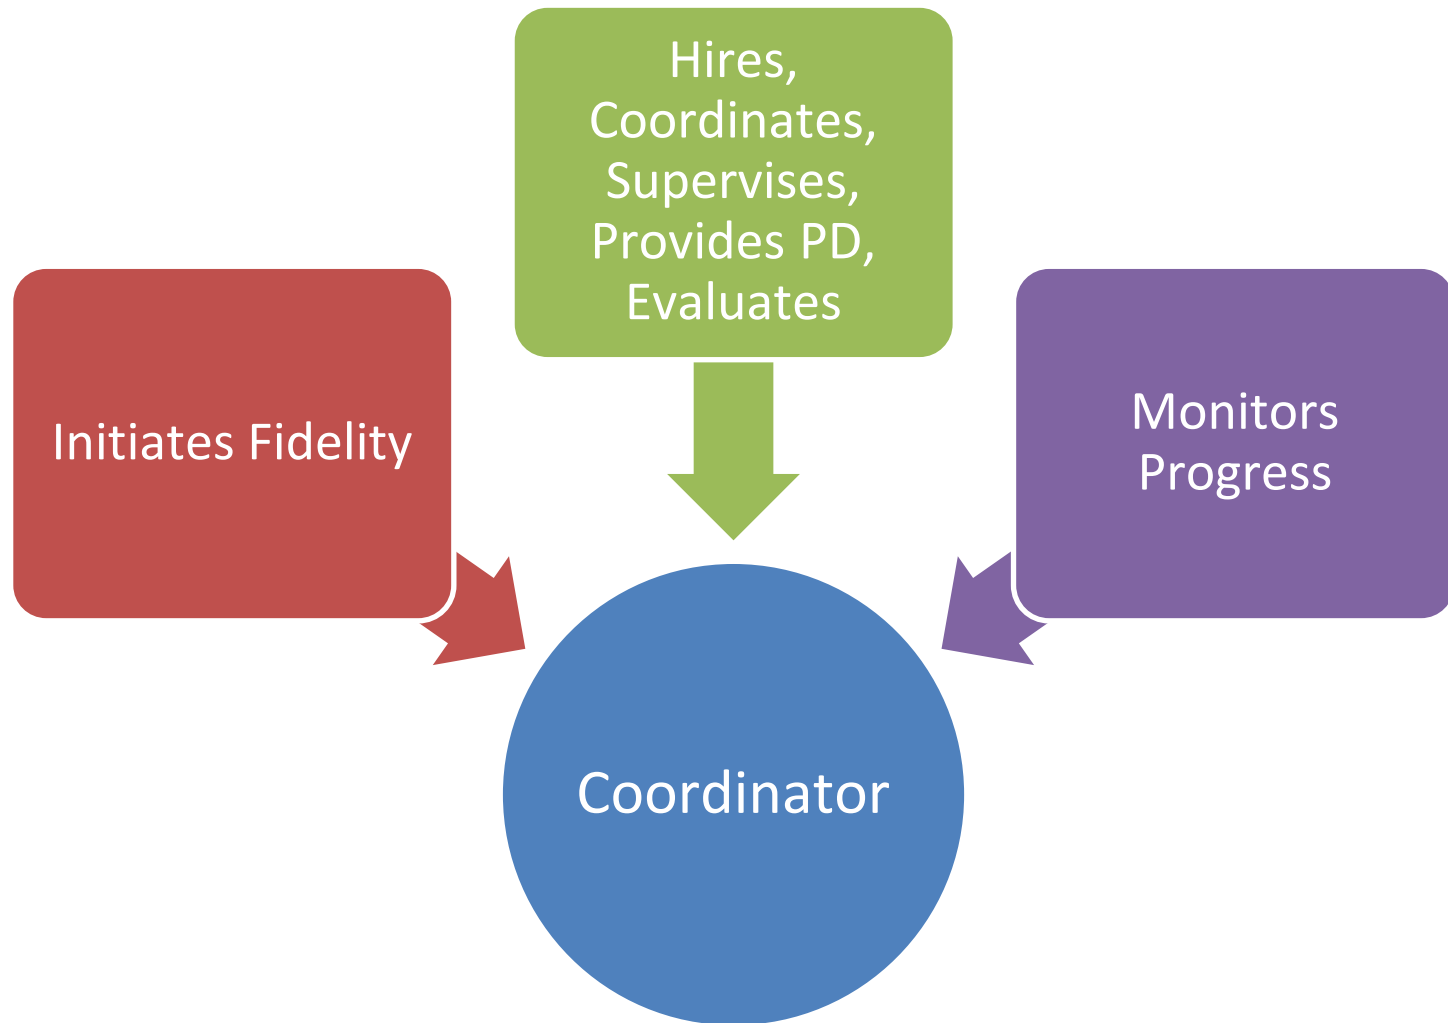 Hires,
Coordinates,
Supervises,
Provides PD,
Evaluates
Initiates Fidelity
Monitors
Progress
Coordinator